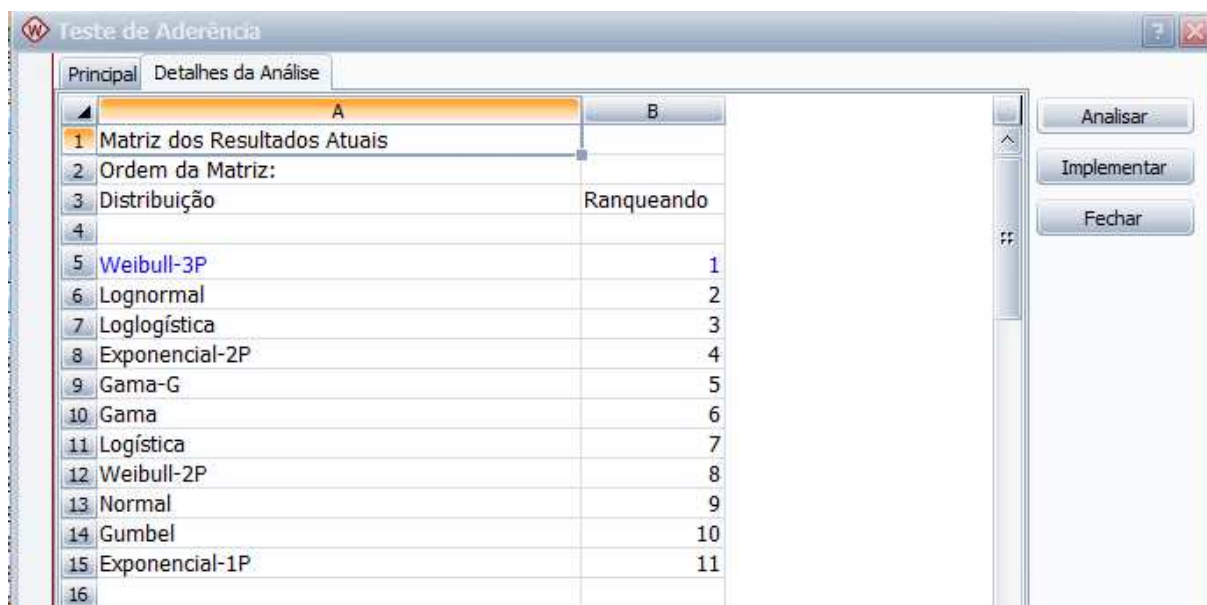 W Teste de Aderência ?
Principal Detalhes da Análise
A B
1 Matriz dos Resultados Atuais
2 Ordem da Matriz:
3 Distribuição Ranqueando
4
5 Weibull-3P 1
6 Lognormal 2
7 Loglogística 3
8 Exponencial-2P 4
9 Gama-G 5
10 Gama 6
11 Logística 7
12 Weibull-2P 8
13 Normal 9
14 Gumbel 10
15 Exponencial-1P 11
16
Analisar
Implementar
Fechar